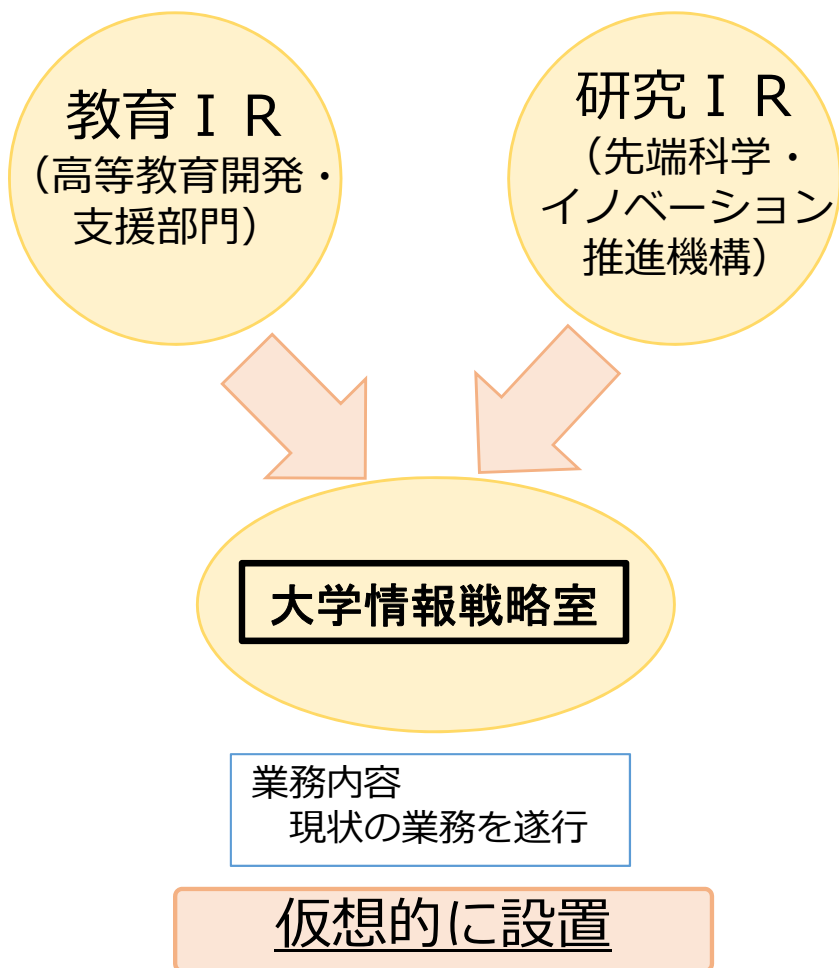 教育ＩＲ
（高等教育開発・
支援部門）
研究ＩＲ
（先端科学・
イノベーション
推進機構）
大学情報戦略室
業務内容
　現状の業務を遂行
仮想的に設置